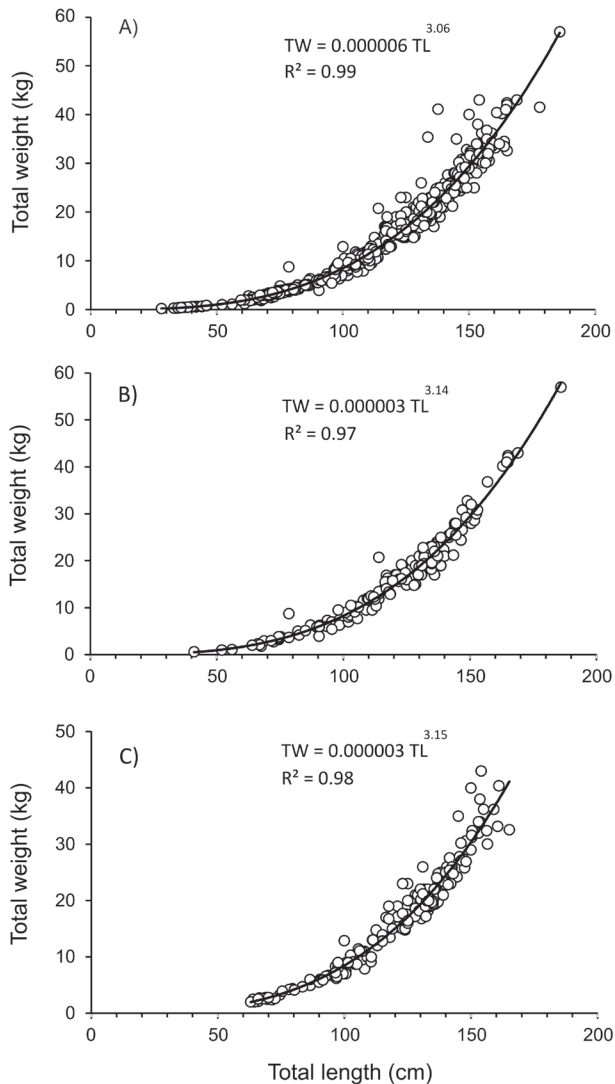 A)
TW = 0.000006 TL^3.06
R² = 0.99
Total weight (kg)
60
50
40
30
20
10
0
0 50 100 150 200
B)
TW = 0.000003 TL^3.14
R² = 0.97
Total weight (kg)
60
50
40
30
20
10
0
0 50 100 150 200
C)
TW = 0.000003 TL^3.15
R² = 0.98
Total weight (kg)
50
40
30
20
10
0
0 50 100 150 200
Total length (cm)